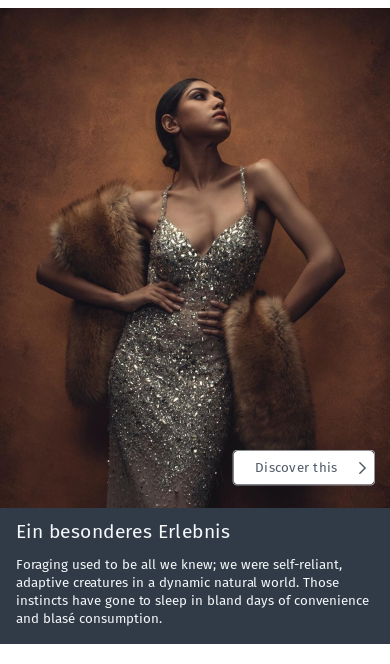 Discover this
Ein besonderes Erlebnis
Foraging used to be all we knew; we were self-reliant,
adaptive creatures in a dynamic natural world. Those
instincts have gone to sleep in bland days of convenience
and blasé consumption.